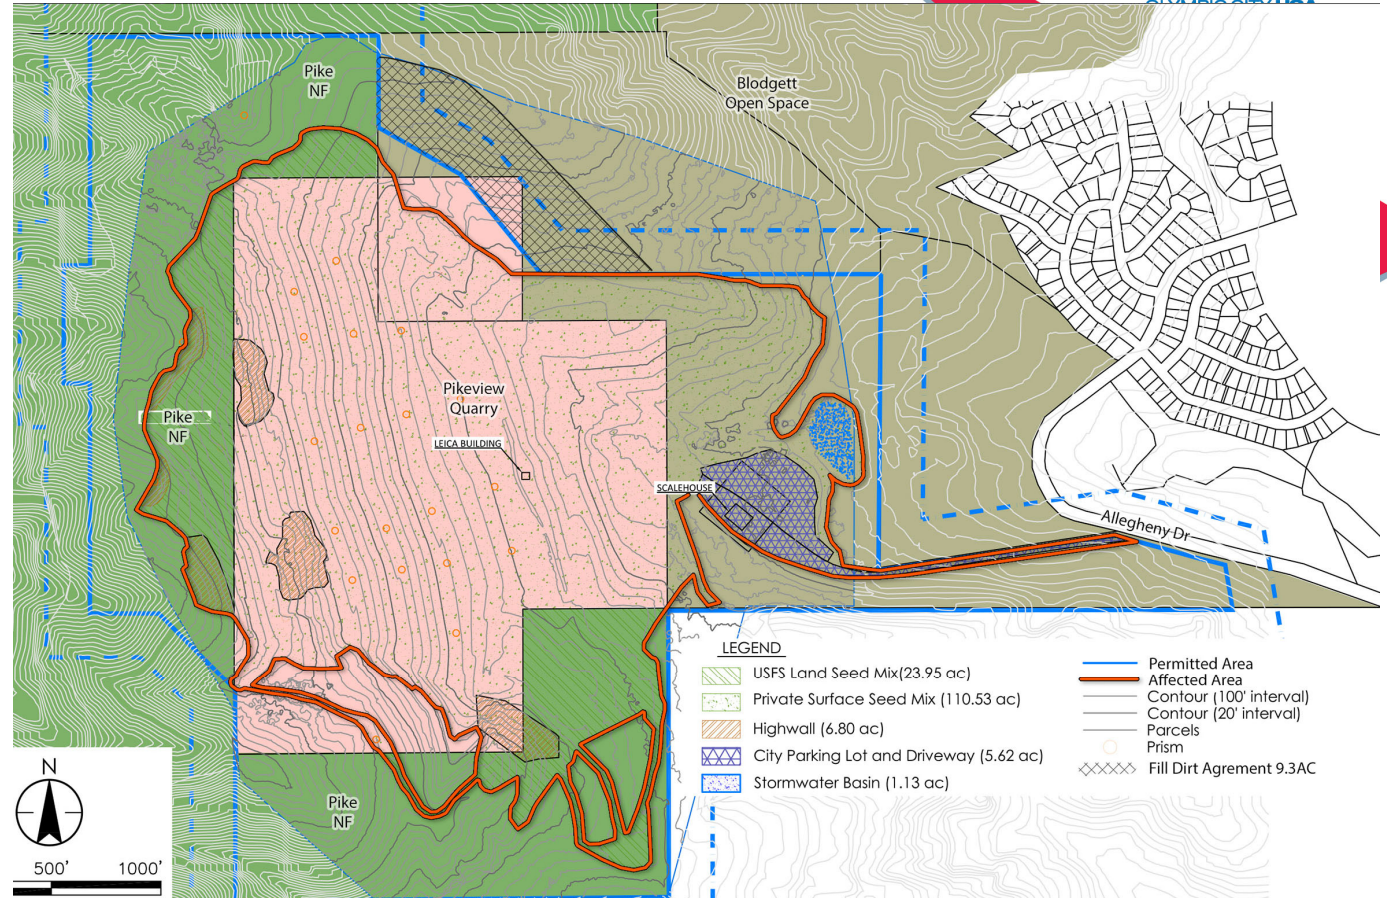 OLYMPIC CITY USA
Pike
NF
Blodgett
Open Space
Pikeview
Quarry
Pike
NF
LEICA BUILDING
SCALEHOUSE
Allegheny Dr
Pike
NF
LEGEND
USFS Land Seed Mix(23.95 ac)
Private Surface Seed Mix (110.53 ac)
Highwall (6.80 ac)
City Parking Lot and Driveway (5.62 ac)
Stormwater Basin (1.13 ac)
Permitted Area
Affected Area
Contour (100' interval)
Contour (20' interval)
Parcels
Prism
Fill Dirt Agrement 9.3AC
N
500' 1000'